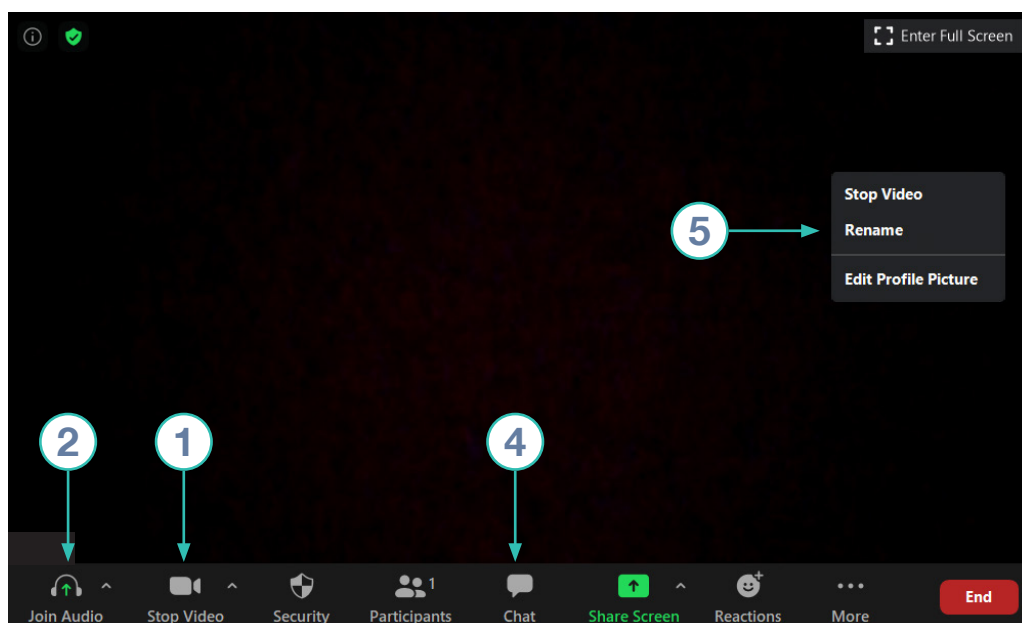 Enter Full Screen
Stop Video
5
Rename
Edit Profile Picture
2 1 4
1
Join Audio Stop Video Security Participants Chat Share Screen Reactions More End